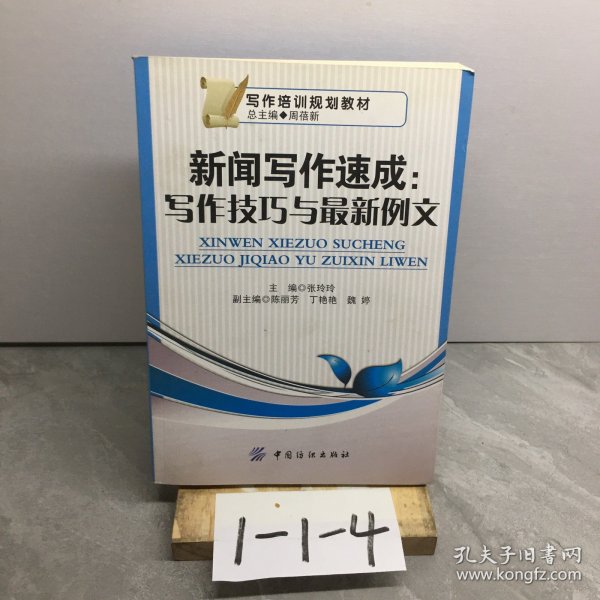 写作培训规划教材
总主编◆周蓓新
新闻写作速成:
写作技巧与最新例文
XINWEN XIEZUO SUCHENG
XIEZUO JIQIAO YU ZUIXIN LIWEN
主 编◎张玲玲
副主编◎陈丽芳 丁艳艳 魏 婷
中国纺织出版社
1-1-4
孔夫子旧书网
www.kongfz.com